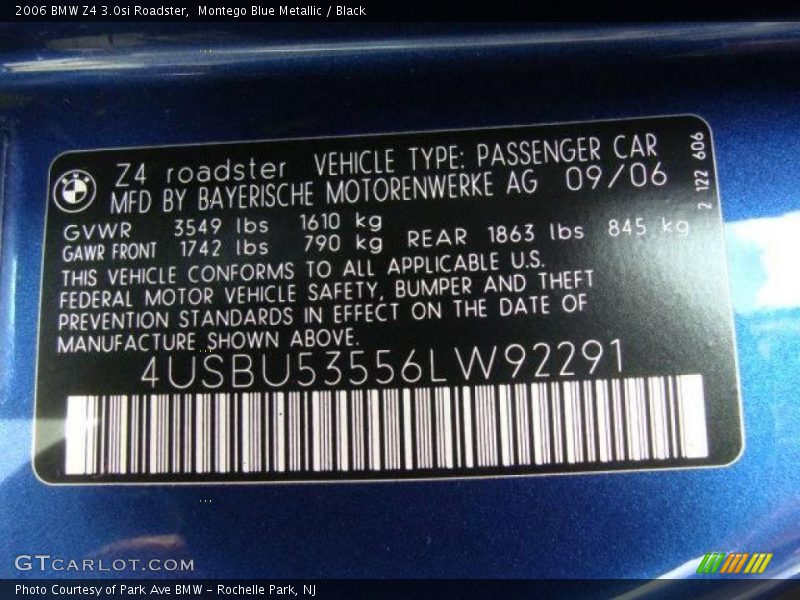 2006 BMW Z4 3.0si Roadster, Montego Blue Metallic / Black
Z4 roadster VEHICLE TYPE: PASSENGER CAR
MFD BY BAYERISCHE MOTORENWERKE AG 09/06
2 122 606
GVWR 3549 lbs 1610 kg
GAWR FRONT 1742 lbs 790 kg REAR 1863 lbs 845 kg
THIS VEHICLE CONFORMS TO ALL APPLICABLE U.S.
FEDERAL MOTOR VEHICLE SAFETY, BUMPER AND THEFT
PREVENTION STANDARDS IN EFFECT ON THE DATE OF
MANUFACTURE SHOWN ABOVE.
4USBU53556LW92291
GTCARLOT.COM
Photo Courtesy of Park Ave BMW - Rochelle Park, NJ